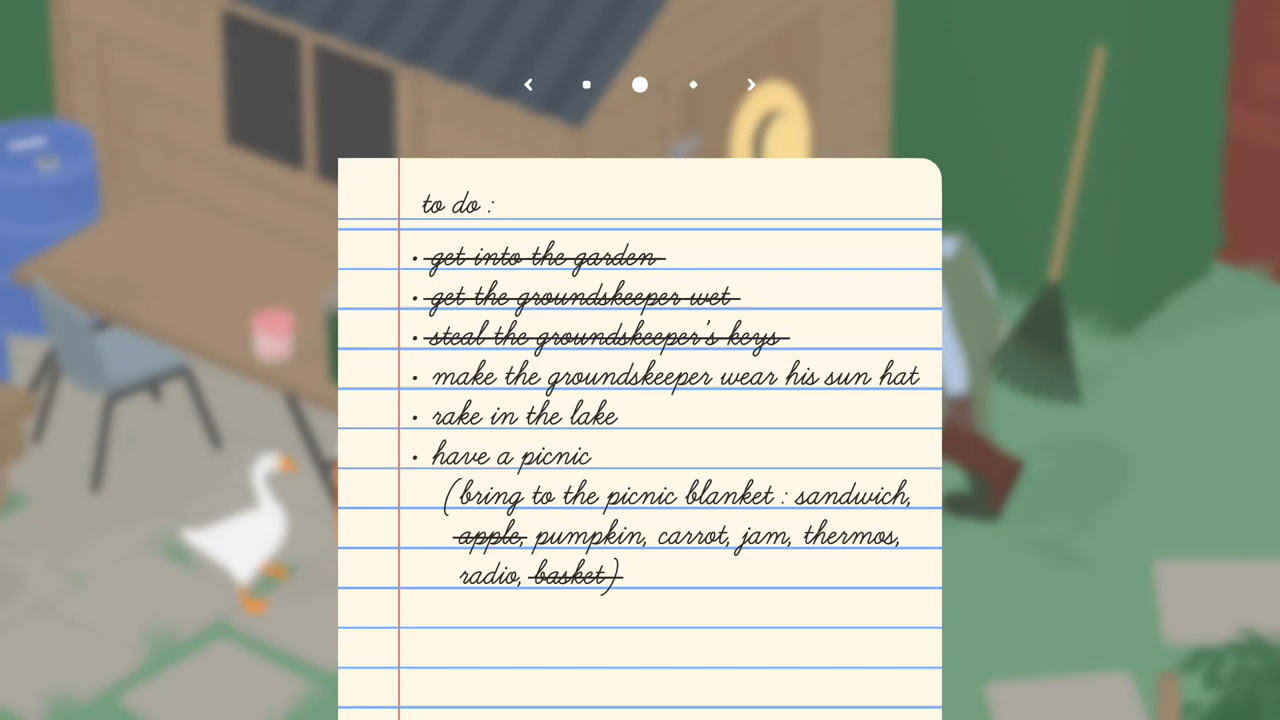 to do :
• get into the garden
• get the groundskeeper wet
• steal the groundskeeper's keys
• make the groundskeeper wear his sun hat
• rake in the lake
• have a picnic
(bring to the picnic blanket : sandwich,
apple, pumpkin, carrot, jam, thermos,
radio, basket)